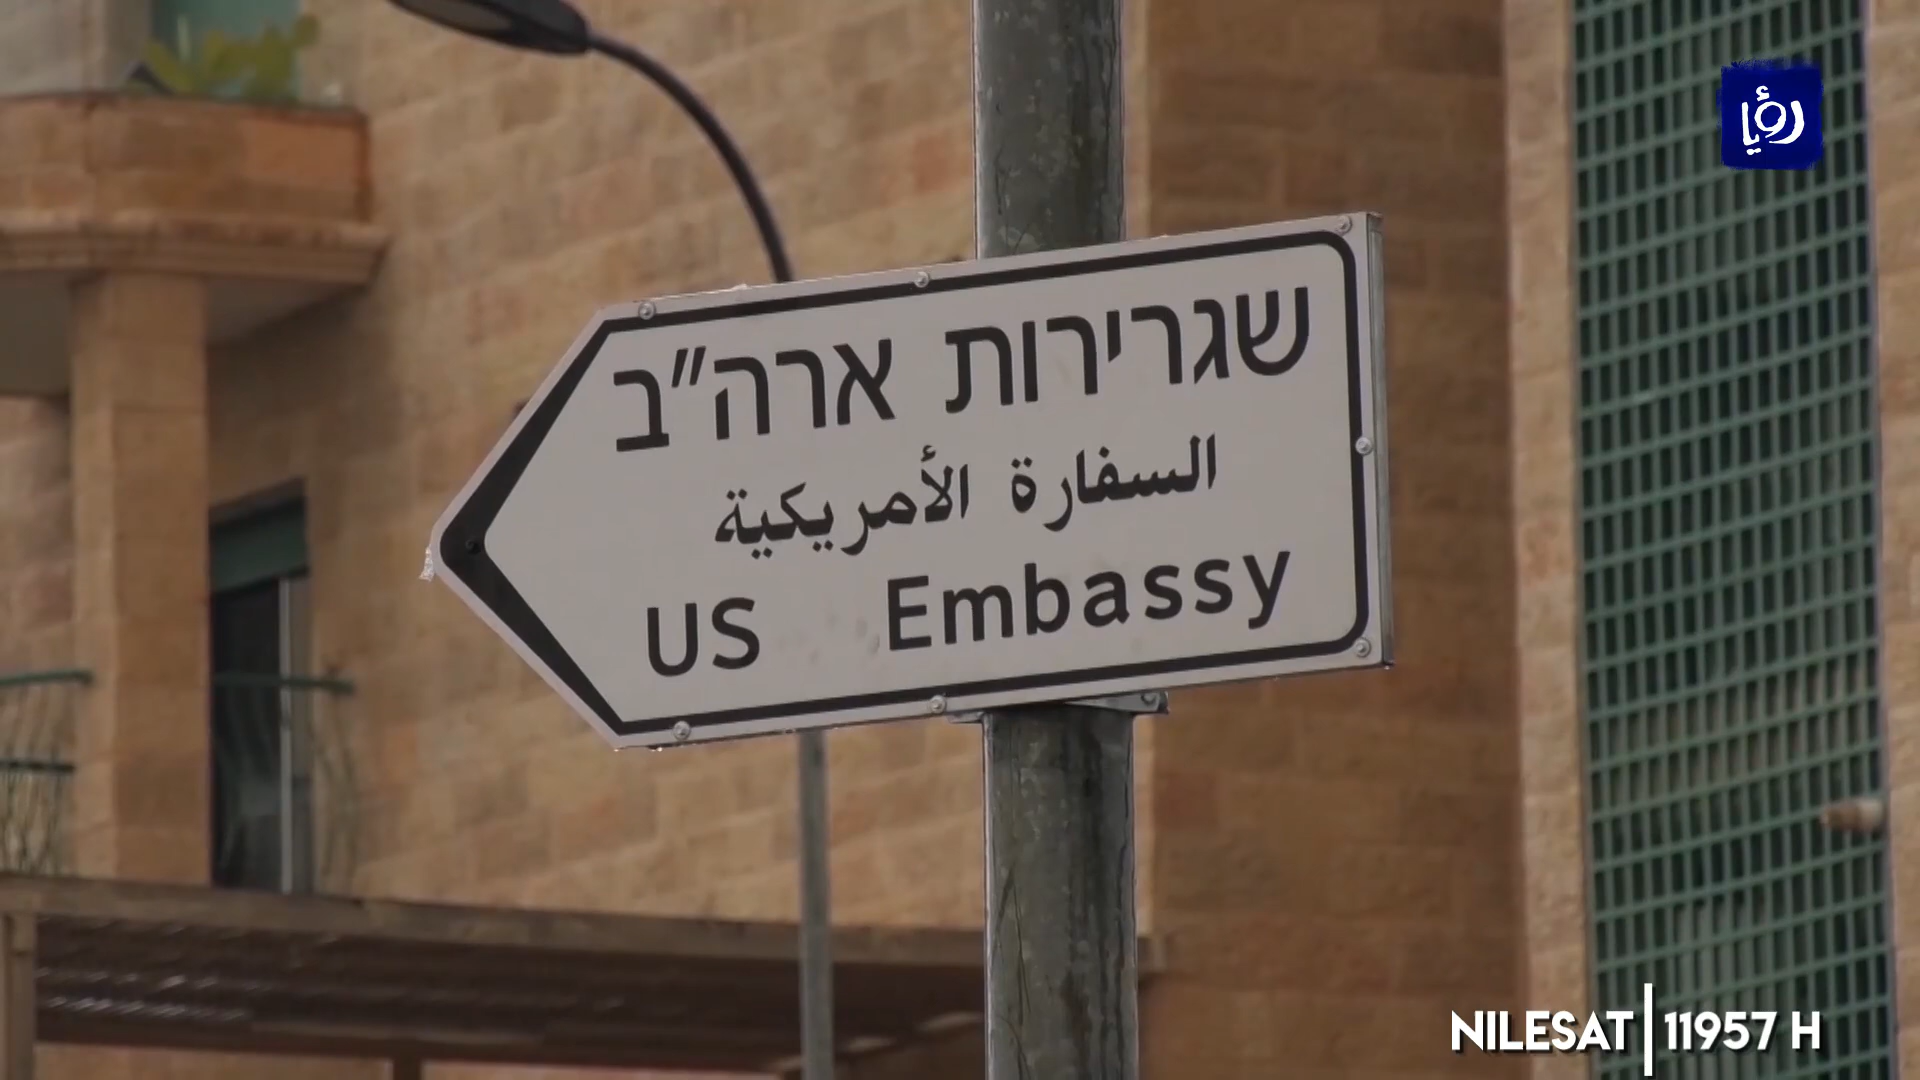 رؤيا
שגרירות ארה"ב
السفارة الأمريكية
US Embassy
NILESAT | 11957 H